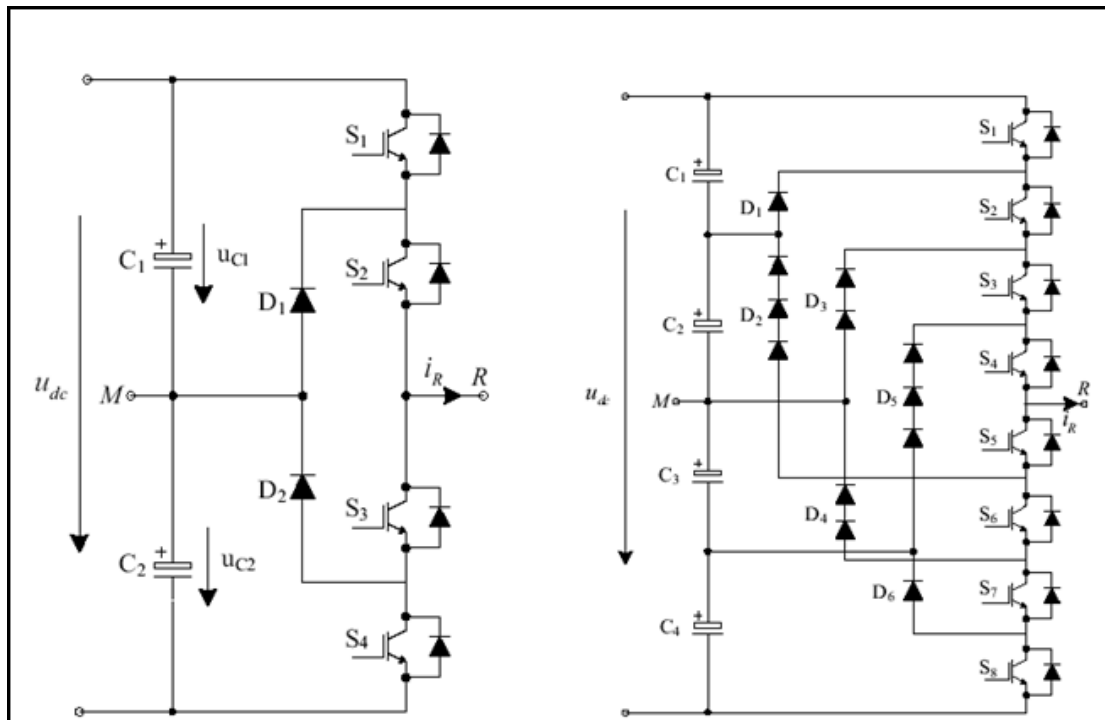 S1
uC1
C1
S2
D1
udc
M
iR
R
D2
S3
C2
uC2
S4
S1
C1
D1
S2
S3
C2
D2
D3
S4
udc
M
D5
R
iR
S5
C3
D4
S6
D6
S7
C4
S8